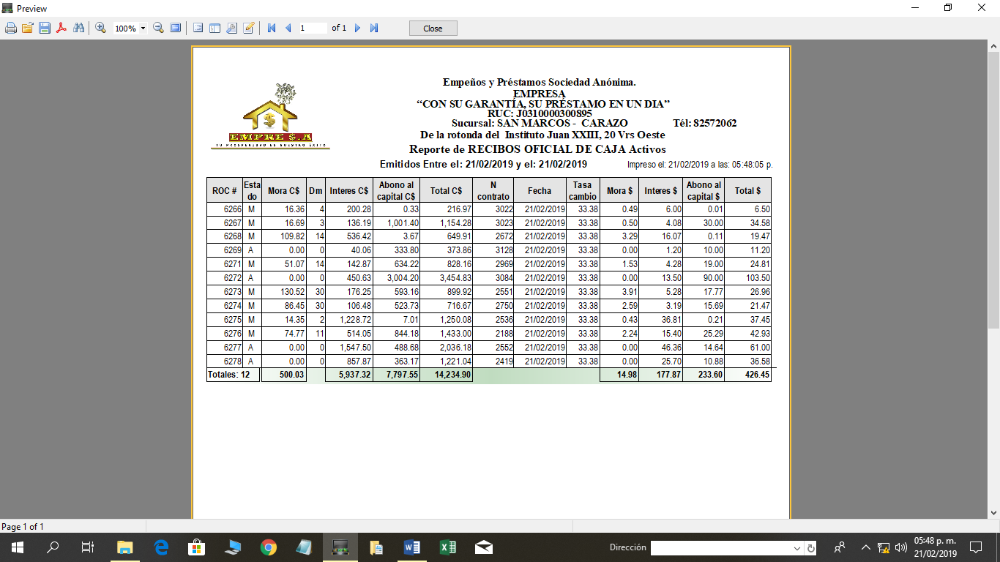 Preview
100%
1 of 1
Close
EMPRE $.A
TU PROSPERIDAD ES NUESTRO ÉXITO
Empeños y Préstamos Sociedad Anónima.
EMPRESA
“CON SU GARANTÍA, SU PRÉSTAMO EN UN DIA”
RUC: J0310000300895
Sucursal: SAN MARCOS - CARAZO Tél: 82572062
De la rotonda del Instituto Juan XXIII, 20 Vrs Oeste
Reporte de RECIBOS OFICIAL DE CAJA Activos
Emitidos Entre el: 21/02/2019 y el: 21/02/2019 Impreso el: 21/02/2019 a las: 05:48:05 p.
ROC # Esta do Mora C$ Dm Interes C$ Abono al capital C$ Total C$ N contrato Fecha Tasa cambio Mora $ Interes $ Abono al capital $ Total $
6266 M 16.36 4 200.28 0.33 216.97 3022 21/02/2019 33.38 0.49 6.00 0.01 6.50
6267 M 16.69 3 136.19 1,001.40 1,154.28 3023 21/02/2019 33.38 0.50 4.08 30.00 34.58
6268 M 109.82 14 536.42 3.67 649.91 2672 21/02/2019 33.38 3.29 16.07 0.11 19.47
6269 A 0.00 0 40.06 333.80 373.86 3128 21/02/2019 33.38 0.00 1.20 10.00 11.20
6271 M 51.07 14 142.87 634.22 828.16 2969 21/02/2019 33.38 1.53 4.28 19.00 24.81
6272 A 0.00 0 450.63 3,004.20 3,454.83 3084 21/02/2019 33.38 0.00 13.50 90.00 103.50
6273 M 130.52 30 176.25 593.16 899.92 2551 21/02/2019 33.38 3.91 5.28 17.77 26.96
6274 M 86.45 30 106.48 523.73 716.67 2750 21/02/2019 33.38 2.59 3.19 15.69 21.47
6275 M 14.35 2 1,228.72 7.01 1,250.08 2536 21/02/2019 33.38 0.43 36.81 0.21 37.45
6276 M 74.77 11 514.05 844.18 1,433.00 2188 21/02/2019 33.38 2.24 15.40 25.29 42.93
6277 A 0.00 0 1,547.50 488.68 2,036.18 2552 21/02/2019 33.38 0.00 46.36 14.64 61.00
6278 A 0.00 0 857.87 363.17 1,221.04 2419 21/02/2019 33.38 0.00 25.70 10.88 36.58
Totales: 12 500.03 5,937.32 7,797.55 14,234.90 14.98 177.87 233.60 426.45
Page 1 of 1
Dirección
05:48 p. m.
21/02/2019